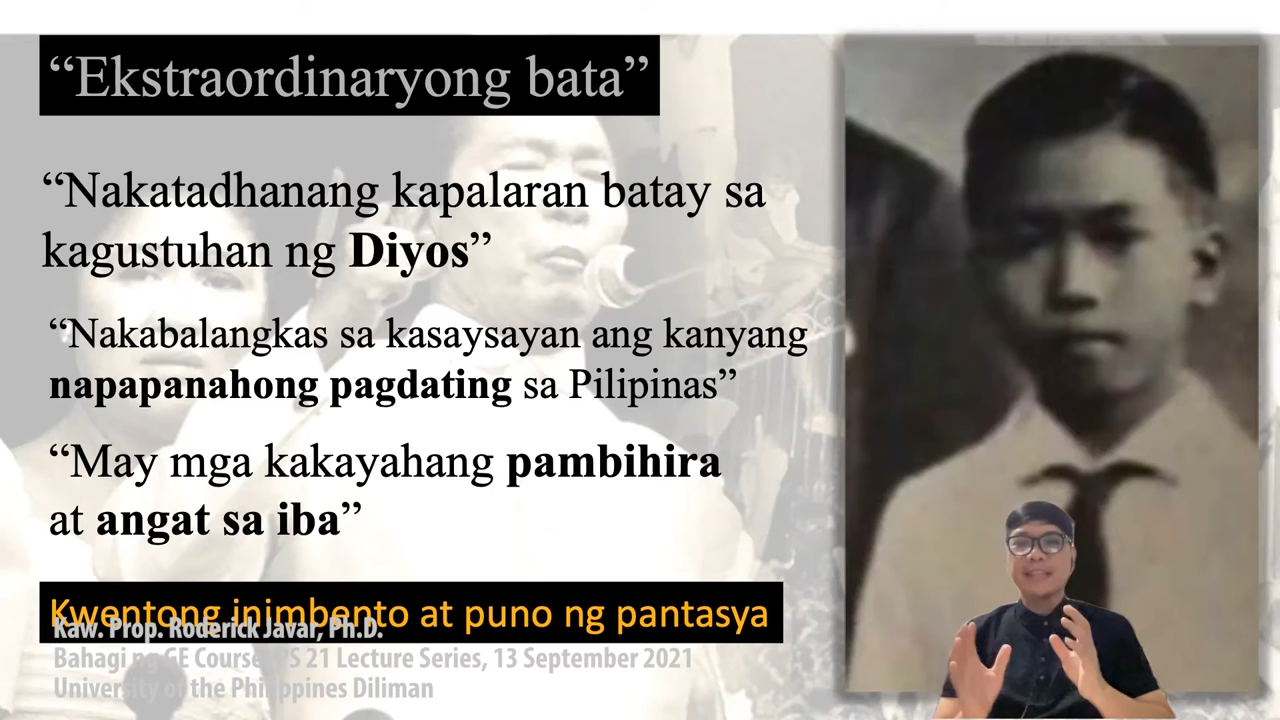 “Ekstraordinaryong bata”
“Nakatadhanang kapalaran batay sa
kagustuhan ng Diyos”
“Nakabalangkas sa kasaysayan ang kanyang
napapanahong pagdating sa Pilipinas”
“May mga kakayahang pambihira
at angat sa iba”
Kwentong inimbento at puno ng pantasya
Kaw. Prop. Roderick Javar, Ph.D.
Bahagi ng GE Course PS 21 Lecture Series, 13 September 2021
University of the Philippines Diliman